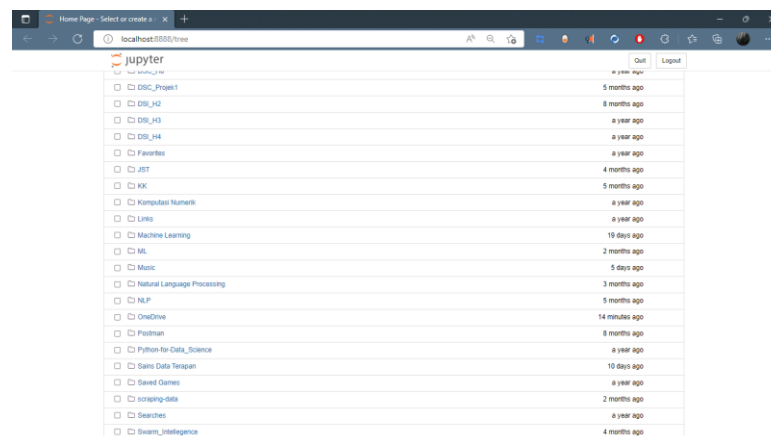 Home Page - Select or create a n
localhost:8888/tree
jupyter
Quit
Logout
a year ago
DSC_Projek1 5 months ago
DSI_H2 8 months ago
DSI_H3 a year ago
DSI_H4 a year ago
Favorites a year ago
JST 4 months ago
KK 5 months ago
Komputasi Numerik a year ago
Links a year ago
Machine Learning 19 days ago
ML 2 months ago
Music 5 days ago
Natural Language Processing 3 months ago
NLP 5 months ago
OneDrive 14 minutes ago
Postman 8 months ago
Python-for-Data_Science a year ago
Sains Data Terapan 10 days ago
Saved Games a year ago
scraping-data 2 months ago
Searches a year ago
Swarm_Intellegence 4 months ago